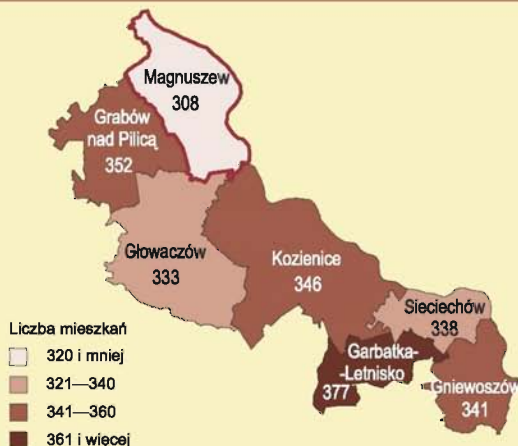 Magnuszew
308
Grabów
nad Pilicą
352
Głowaczów
333
Kozienice
346
Sieciechów
338
Garbatka-
-Letnisko
377
Gniewoszów
341
Liczba mieszkań
320 i mniej
321—340
341—360
361 i więcej